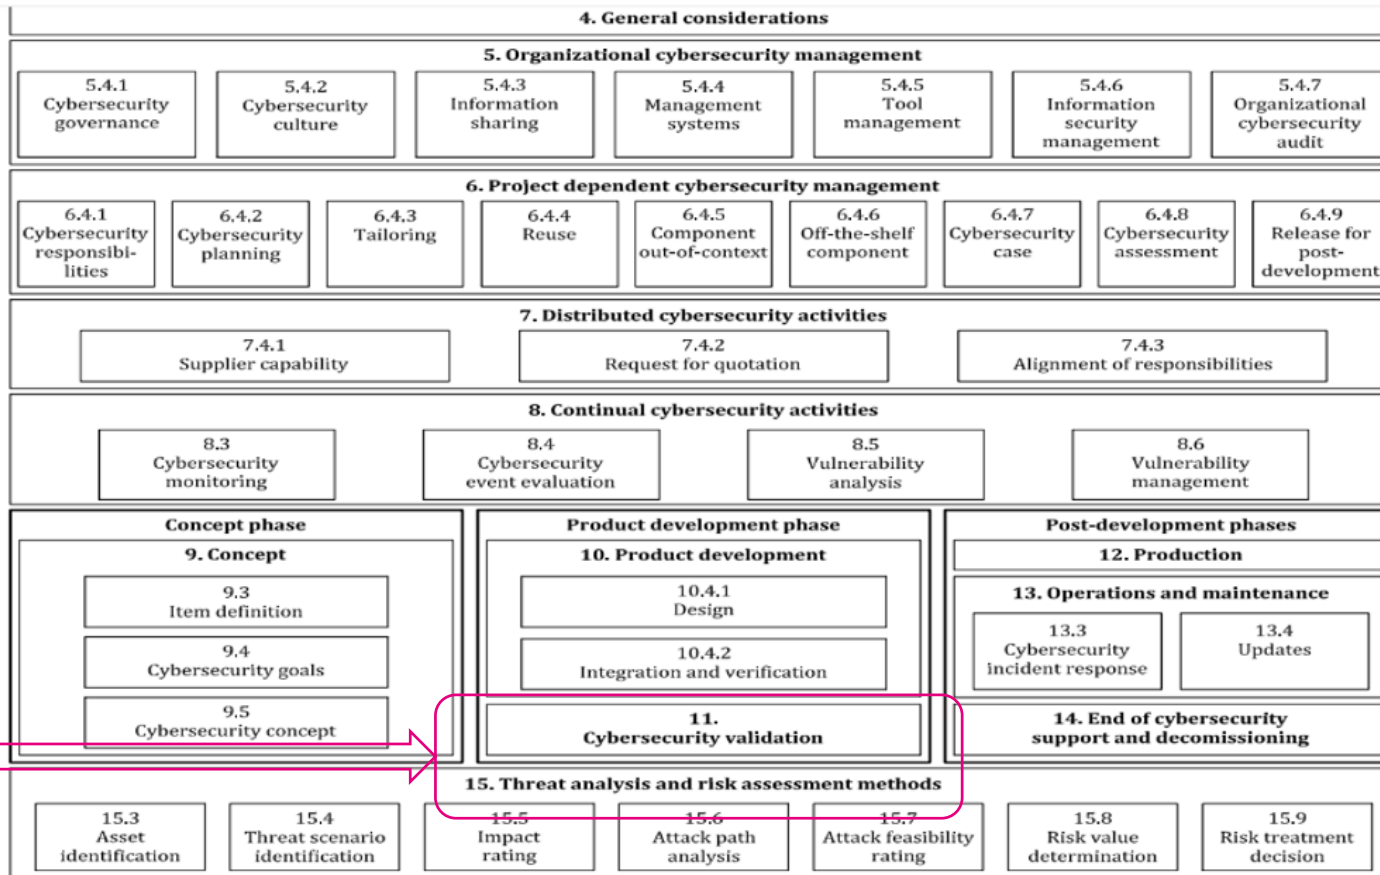 4. General considerations
5. Organizational cybersecurity management
5.4.1
Cybersecurity
governance
5.4.2
Cybersecurity
culture
5.4.3
Information
sharing
5.4.4
Management
systems
5.4.5
Tool
management
5.4.6
Information
security
management
5.4.7
Organizational
cybersecurity
audit
6. Project dependent cybersecurity management
6.4.1
Cybersecurity
responsibi-
lities
6.4.2
Cybersecurity
planning
6.4.3
Tailoring
6.4.4
Reuse
6.4.5
Component
out-of-context
6.4.6
Off-the-shelf
component
6.4.7
Cybersecurity
case
6.4.8
Cybersecurity
assessment
6.4.9
Release for
post-
development
7. Distributed cybersecurity activities
7.4.1
Supplier capability
7.4.2
Request for quotation
7.4.3
Alignment of responsibilities
8. Continual cybersecurity activities
8.3
Cybersecurity
monitoring
8.4
Cybersecurity
event evaluation
8.5
Vulnerability
analysis
8.6
Vulnerability
management
Concept phase
9. Concept
9.3
Item definition
9.4
Cybersecurity goals
9.5
Cybersecurity concept
Product development phase
10. Product development
10.4.1
Design
10.4.2
Integration and verification
11.
Cybersecurity validation
Post-development phases
12. Production
13. Operations and maintenance
13.3
Cybersecurity
incident response
13.4
Updates
14. End of cybersecurity
support and decomissioning
15. Threat analysis and risk assessment methods
15.3
Asset
identification
15.4
Threat scenario
identification
15.5
Impact
rating
15.6
Attack path
analysis
15.7
Attack feasibility
rating
15.8
Risk value
determination
15.9
Risk treatment
decision